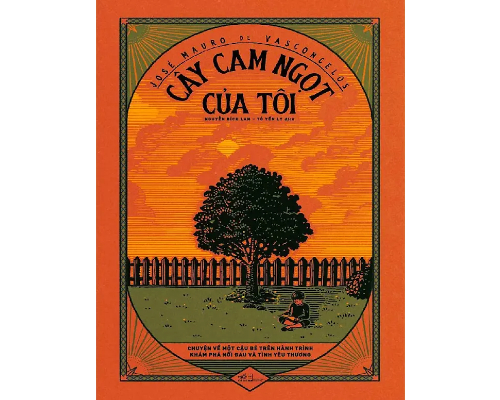 JOSÉ MAURO DE VASCONCELOS
CÂY CAM NGỌT
CỦA TÔI
NGUYỄN BÍCH LAN - TÔ YẾN LY DỊCH
CHUYỆN VỀ MỘT CẬU BÉ TRÊN HÀNH TRÌNH
KHÁM PHÁ NỖI ĐAU VÀ TÌNH YÊU THƯƠNG